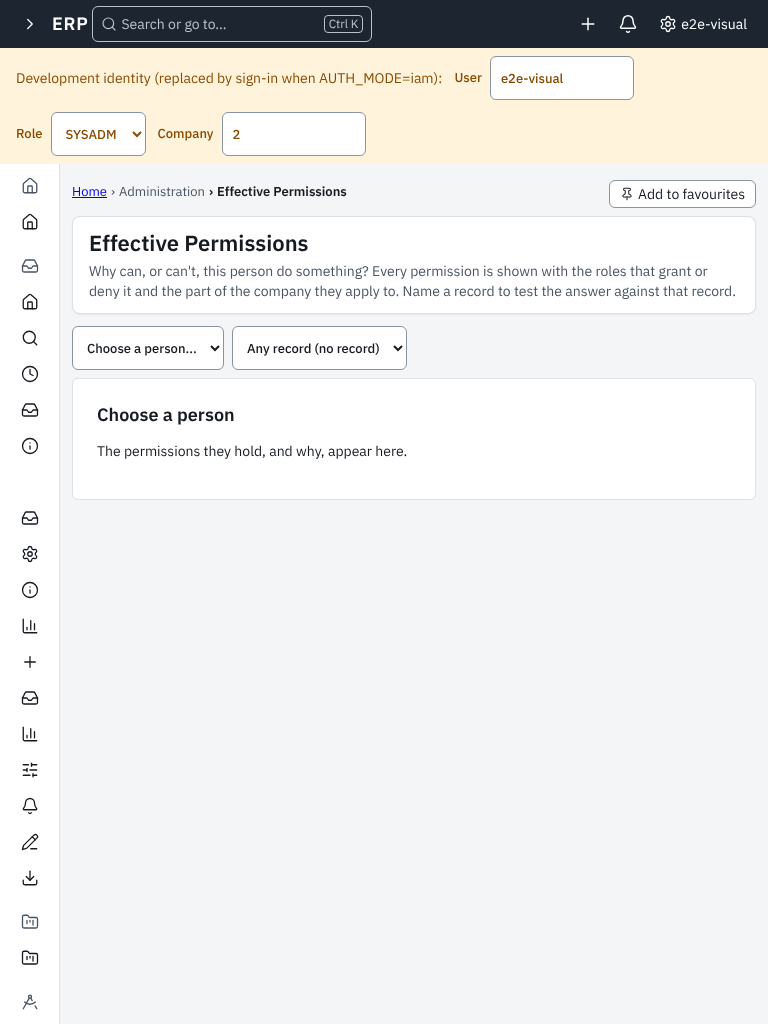 ERP
Search or go to...
Ctrl K
e2e-visual
Development identity (replaced by sign-in when AUTH_MODE=iam):
User
e2e-visual
Role
SYSADM
Company
2
Home › Administration › Effective Permissions
Add to favourites
Effective Permissions
Why can, or can't, this person do something? Every permission is shown with the roles that grant or
deny it and the part of the company they apply to. Name a record to test the answer against that record.
Choose a person...
Any record (no record)
Choose a person
The permissions they hold, and why, appear here.